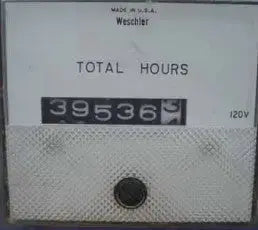 MADE IN U.S.A.
Weschler
TOTAL HOURS
39536
120V